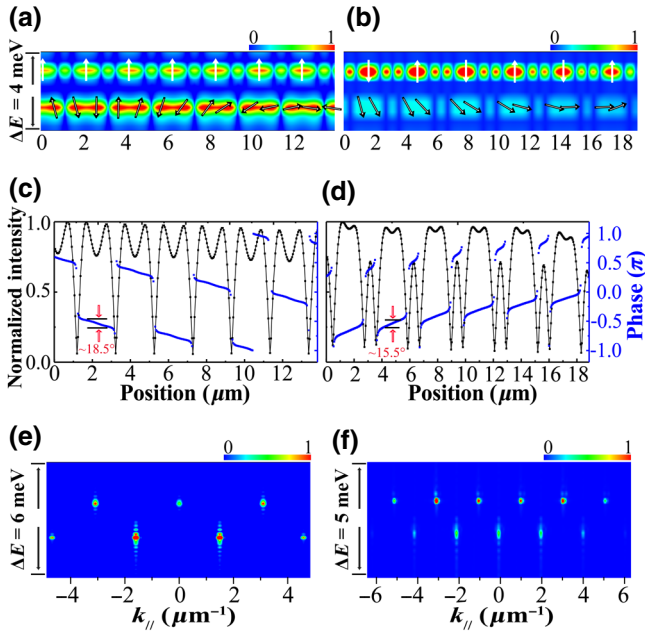 (a) 0 1 (b) 0 1
ΔE = 4 meV
0 2 4 6 8 10 12 0 2 4 6 8 10 12 14 16 18
(c) (d)
Normalized intensity
1.0
0.5
0.0
~18.5°
~15.5°
1.0
0.5
0.0
-0.5
-1.0
Phase (π)
0 2 4 6 8 10 12 0 2 4 6 8 10 12 14 16 18
Position (μm) Position (μm)
(e) 0 1 (f) 0 1
ΔE = 6 meV
ΔE = 5 meV
−4 −2 0 2 4 −6 −4 −2 0 2 4 6
k// (μm⁻¹) k// (μm⁻¹)